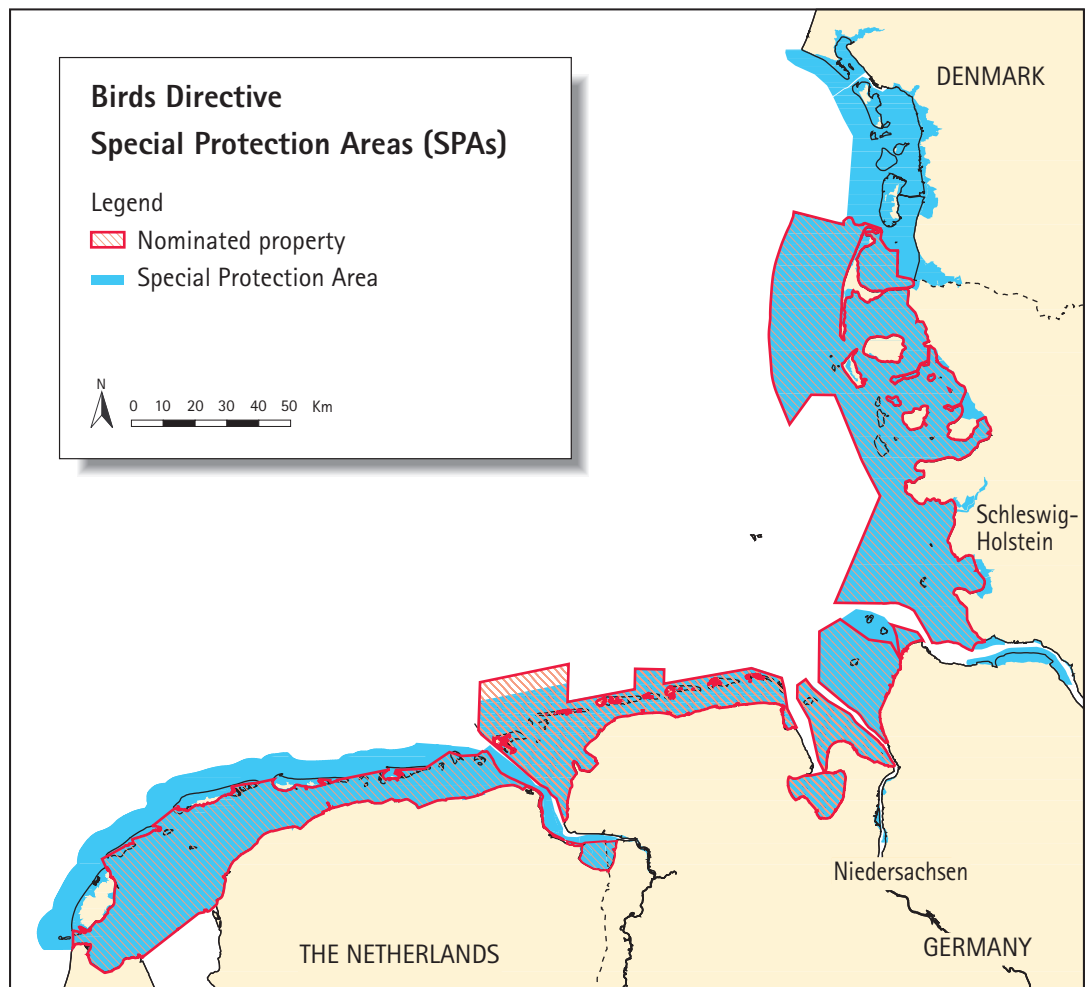 Birds Directive
Special Protection Areas (SPAs)
Legend
Nominated property
Special Protection Area
N
0 10 20 30 40 50 Km
DENMARK
Schleswig-
Holstein
Niedersachsen
THE NETHERLANDS
GERMANY